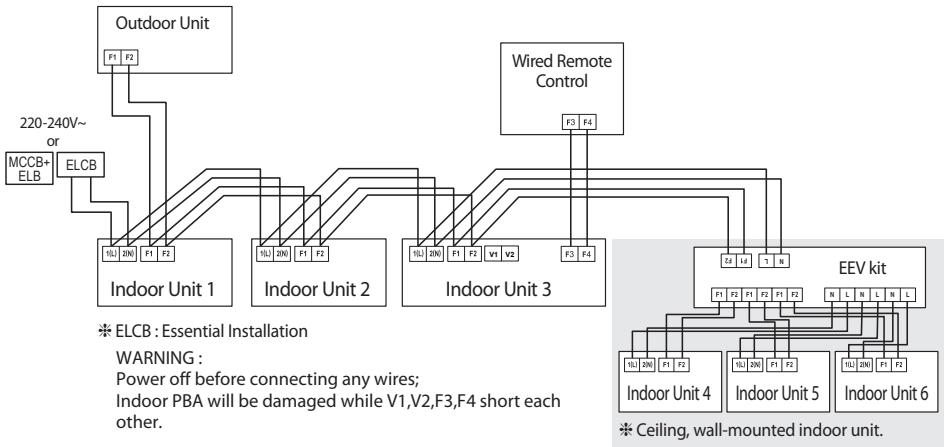 Outdoor Unit
F1 F2
Wired Remote
Control
F3 F4
220-240V~
or
MCCB+
ELB
ELCB
1(L) 2(N) F1 F2
Indoor Unit 1
1(L) 2(N) F1 F2
Indoor Unit 2
1(L) 2(N) F1 F2 V1 V2 F3 F4
Indoor Unit 3
F2 F1 L N
EEV kit
F1 F2 F1 F2 F1 F2 N L N L N L
1(L) 2(N) F1 F2
Indoor Unit 4
1(L) 2(N) F1 F2
Indoor Unit 5
1(L) 2(N) F1 F2
Indoor Unit 6
❈ Ceiling, wall-mounted indoor unit.
❈ ELCB : Essential Installation
WARNING :
Power off before connecting any wires;
Indoor PBA will be damaged while V1,V2,F3,F4 short each
other.